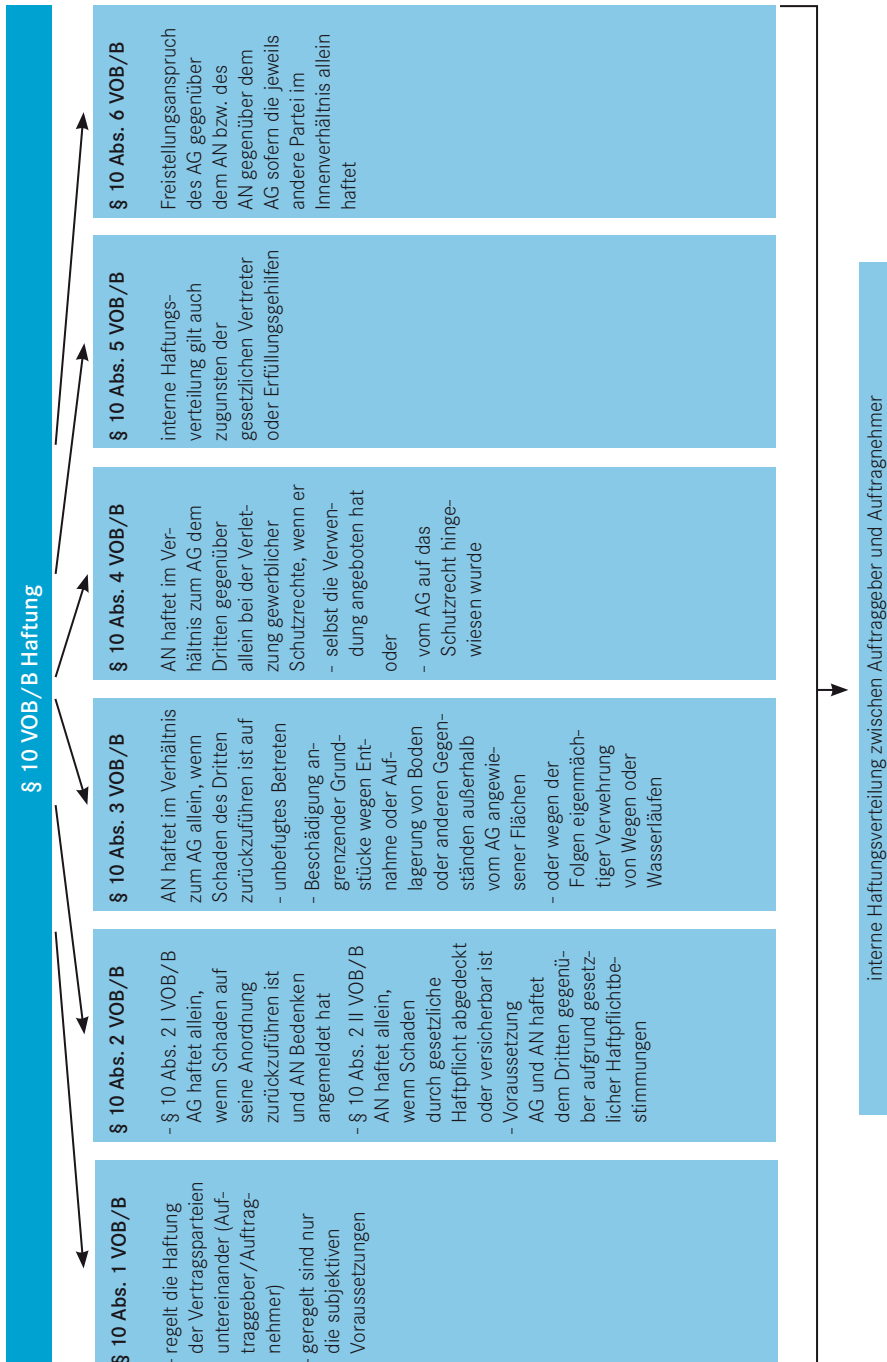 § 10 VOB/B Haftung
§ 10 Abs. 1 VOB/B
- regelt die Haftung
der Vertragsparteien
untereinander (Auf-
traggeber/Auftrag-
nehmer)
- geregelt sind nur
die subjektiven
Voraussetzungen
§ 10 Abs. 2 VOB/B
- § 10 Abs. 2 I VOB/B
AG haftet allein,
wenn Schaden auf
seine Anordnung
zurückzuführen ist
und AN Bedenken
angemeldet hat
- § 10 Abs. 2 II VOB/B
AN haftet allein,
wenn Schaden
durch gesetzliche
Haftpflicht abgedeckt
oder versicherbar ist
- Voraussetzung
AG und AN haftet
dem Dritten gegenü-
ber aufgrund gesetz-
licher Haftpflichtbe-
stimmungen
§ 10 Abs. 3 VOB/B
AN haftet im Verhältnis
zum AG allein, wenn
Schaden des Dritten
zurückzuführen ist auf
- unbefugtes Betreten
- Beschädigung an-
grenzender Grund-
stücke wegen Ent-
nahme oder Auf-
lagerung von Boden
oder anderen Gegen-
ständen außerhalb
vom AG angewie-
sener Flächen
- oder wegen der
Folgen eigenmäch-
tiger Verwehrung
von Wegen oder
Wasserläufen
§ 10 Abs. 4 VOB/B
AN haftet im Ver-
hältnis zum AG dem
Dritten gegenüber
allein bei der Verlet-
zung gewerblicher
Schutzrechte, wenn er
- selbst die Verwen-
dung angeboten hat
oder
- vom AG auf das
Schutzrecht hinge-
wiesen wurde
§ 10 Abs. 5 VOB/B
interne Haftungs-
verteilung gilt auch
zugunsten der
gesetzlichen Vertreter
oder Erfüllungsgehilfen
§ 10 Abs. 6 VOB/B
Freistellungsanspruch
des AG gegenüber
dem AN bzw. des
AN gegenüber dem
AG sofern die jeweils
andere Partei im
Innenverhältnis allein
haftet
interne Haftungsverteilung zwischen Auftraggeber und Auftragnehmer